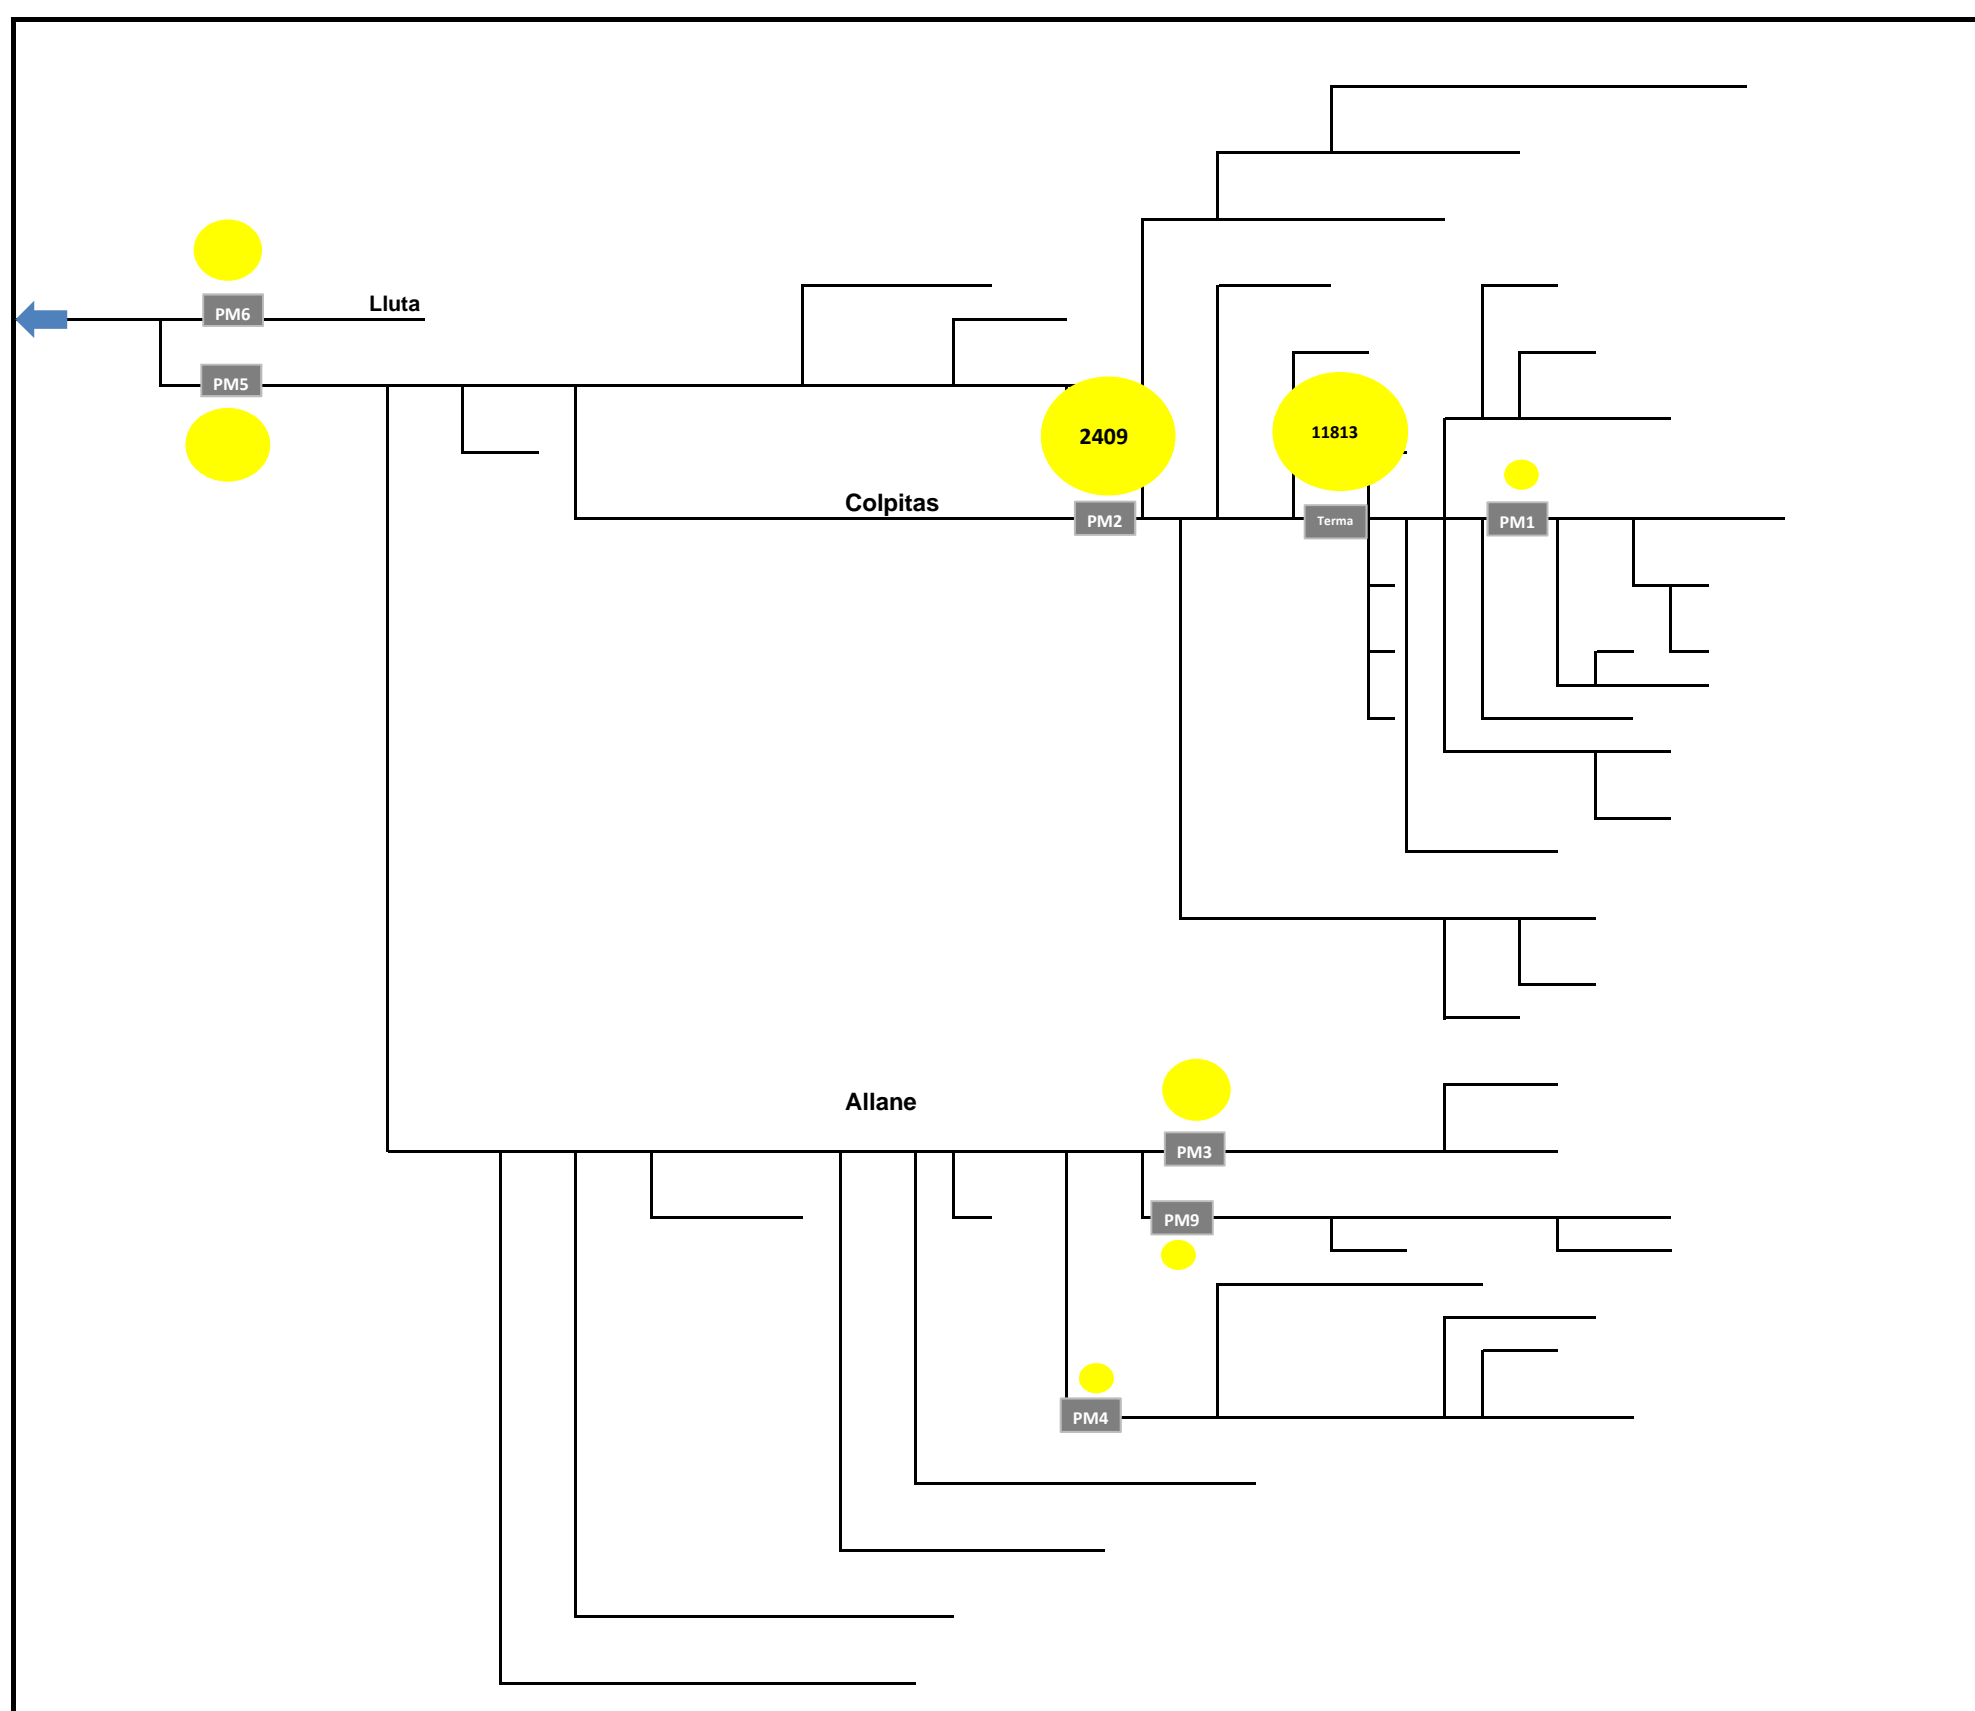 Lluta
PM6
PM5
2409
11813
Colpitas
PM2
Terma
PM1
Allane
PM3
PM9
PM4